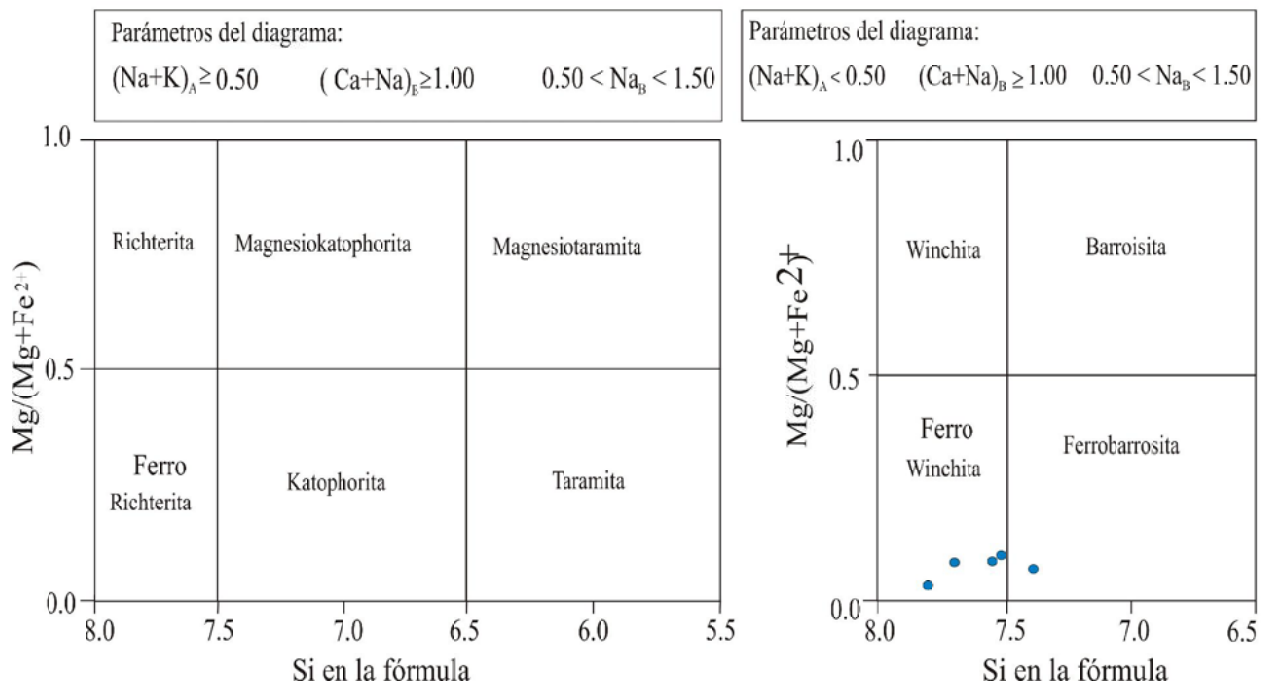 Parámetros del diagrama:
(Na+K)A ≥ 0.50 ( Ca+Na)B ≥1.00 0.50 < NaB < 1.50
1.0
Richterita Magnesiokatophorita Magnesiotaramita
0.5
Ferro
Richterita Katophorita Taramita
0.0
8.0 7.5 7.0 6.5 6.0 5.5
Mg/(Mg+Fe2+)
Si en la fórmula
Parámetros del diagrama:
(Na+K)A < 0.50 (Ca+Na)B ≥ 1.00 0.50 < NaB < 1.50
1.0
Winchita Barroisita
0.5
Ferro
Winchita Ferrobarrosita
0.0
8.0 7.5 7.0 6.5
Mg/(Mg+Fe2+)
Si en la fórmula